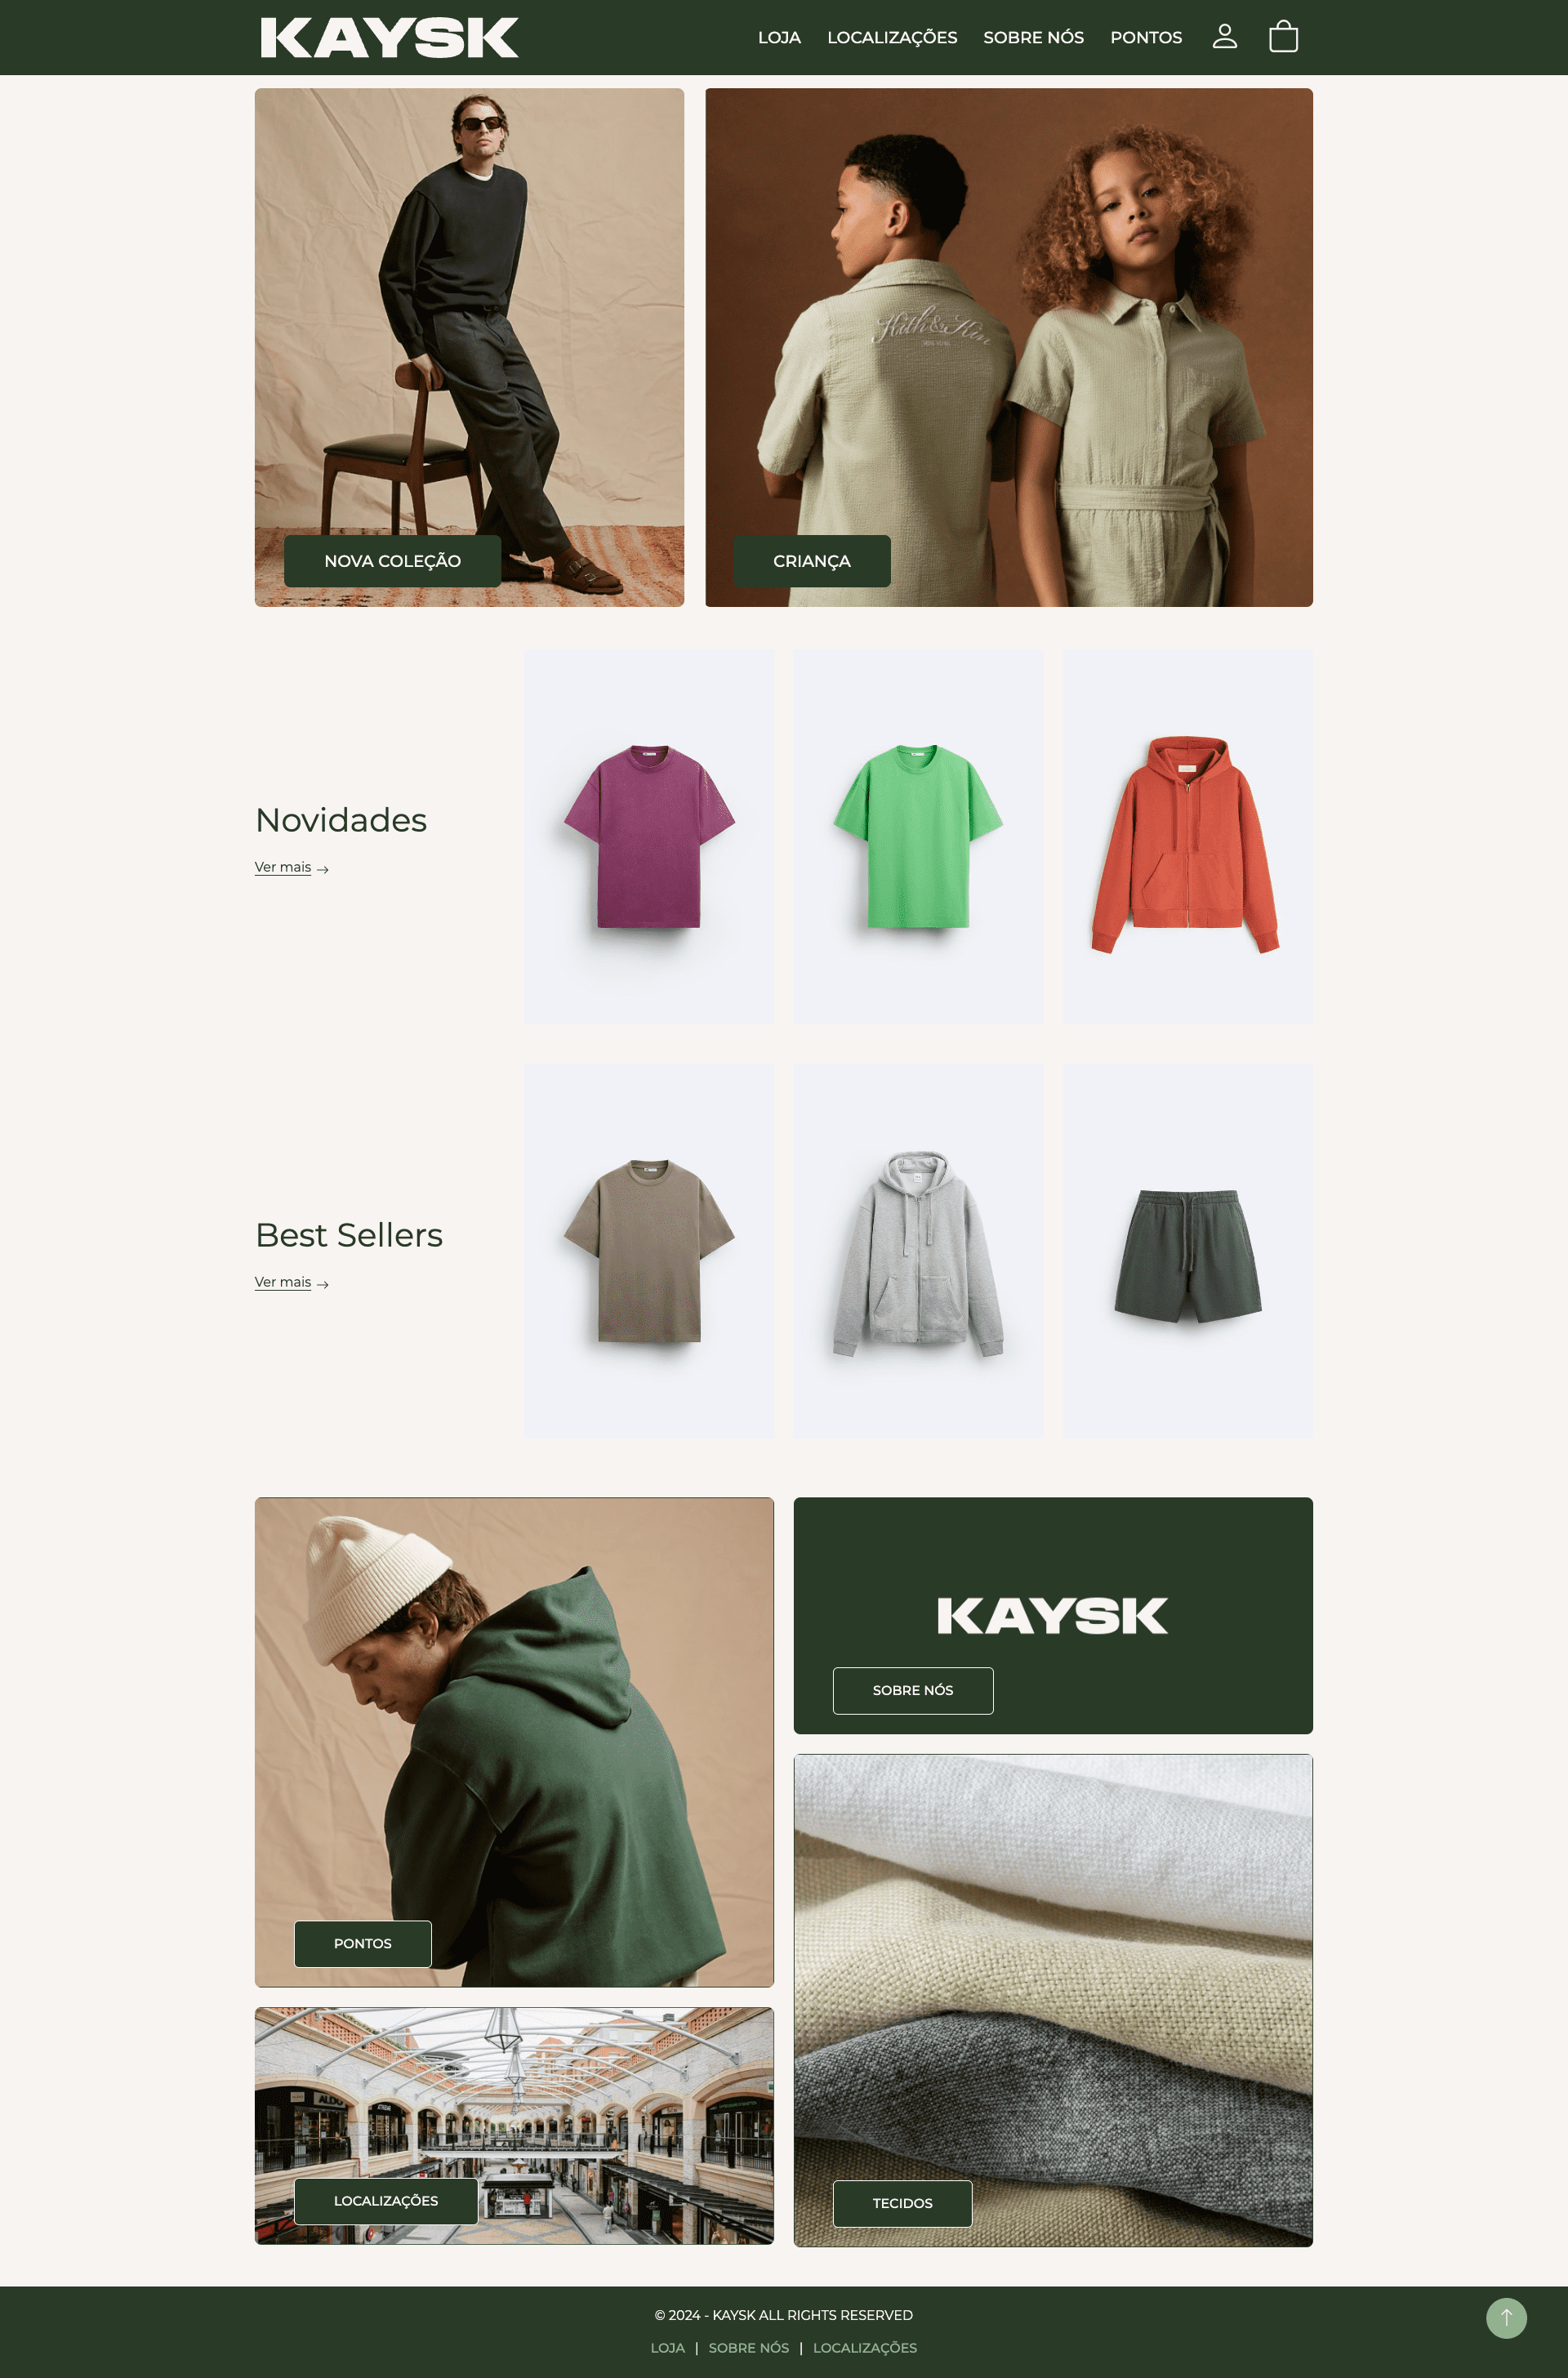 KAYSK
LOJA
LOCALIZAÇÕES
SOBRE NÓS
PONTOS
Kith & Kin
NOVA COLEÇÃO
CRIANÇA
Novidades
Ver mais →
Best Sellers
Ver mais →
KAYSK
SOBRE NÓS
PONTOS
ALDO
LOCALIZAÇÕES
TECIDOS
© 2024 - KAYSK ALL RIGHTS RESERVED
LOJA | SOBRE NÓS | LOCALIZAÇÕES